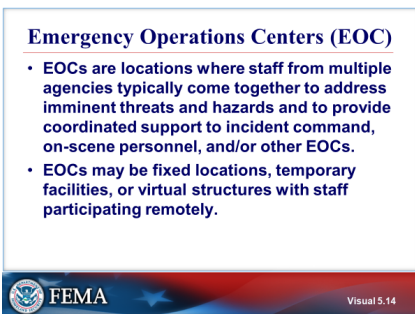 Emergency Operations Centers (EOC)
• EOCs are locations where staff from multiple
agencies typically come together to address
imminent threats and hazards and to provide
coordinated support to incident command,
on-scene personnel, and/or other EOCs.
• EOCs may be fixed locations, temporary
facilities, or virtual structures with staff
participating remotely.
FEMA
Visual 5.14